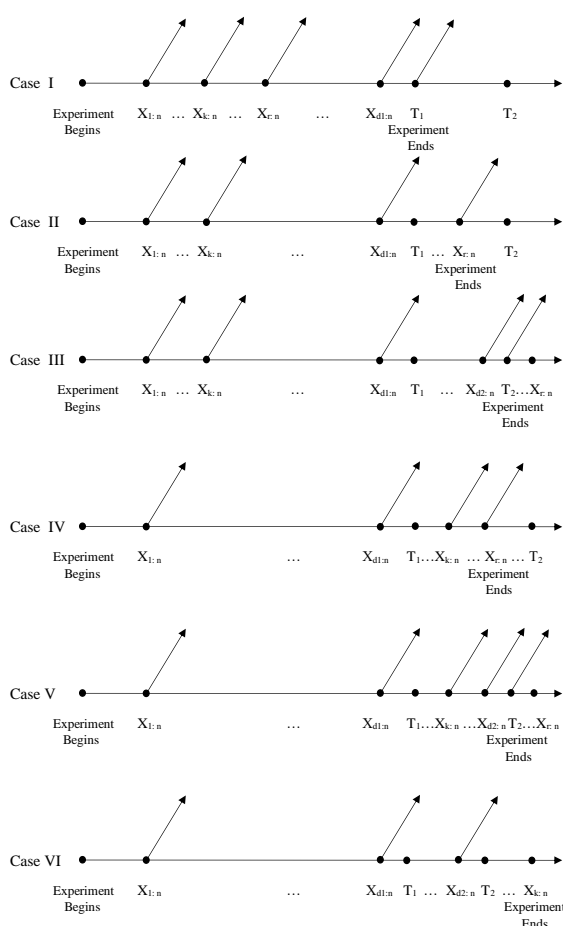 Case I
Experiment Begins X1: n … Xk: n … Xr: n … Xd1:n T1 T2
Experiment Ends
Case II
Experiment Begins X1: n … Xk: n … Xd1:n T1 … Xr: n T2
Experiment Ends
Case III
Experiment Begins X1: n … Xk: n … Xd1:n T1 … Xd2: n T2…Xr: n
Experiment Ends
Case IV
Experiment Begins X1: n … Xd1:n T1…Xk: n … Xr: n … T2
Experiment Ends
Case V
Experiment Begins X1: n … Xd1:n T1…Xk: n …Xd2: n T2…Xr: n
Experiment Ends
Case VI
Experiment Begins X1: n … Xd1:n T1 … Xd2: n T2 … Xk: n
Experiment Ends